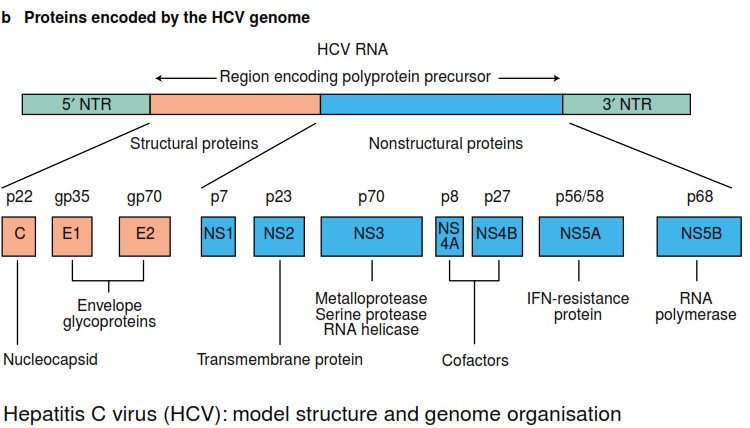 b Proteins encoded by the HCV genome
HCV RNA
Region encoding polyprotein precursor
5′ NTR
3′ NTR
Structural proteins
Nonstructural proteins
p22 gp35 gp70 p7 p23 p70 p8 p27 p56/58 p68
C E1 E2 NS1 NS2 NS3 NS 4A NS4B NS5A NS5B
Envelope
glycoproteins
Metalloprotease
Serine protease
RNA helicase
IFN-resistance
protein
RNA
polymerase
Nucleocapsid
Transmembrane protein
Cofactors
Hepatitis C virus (HCV): model structure and genome organisation